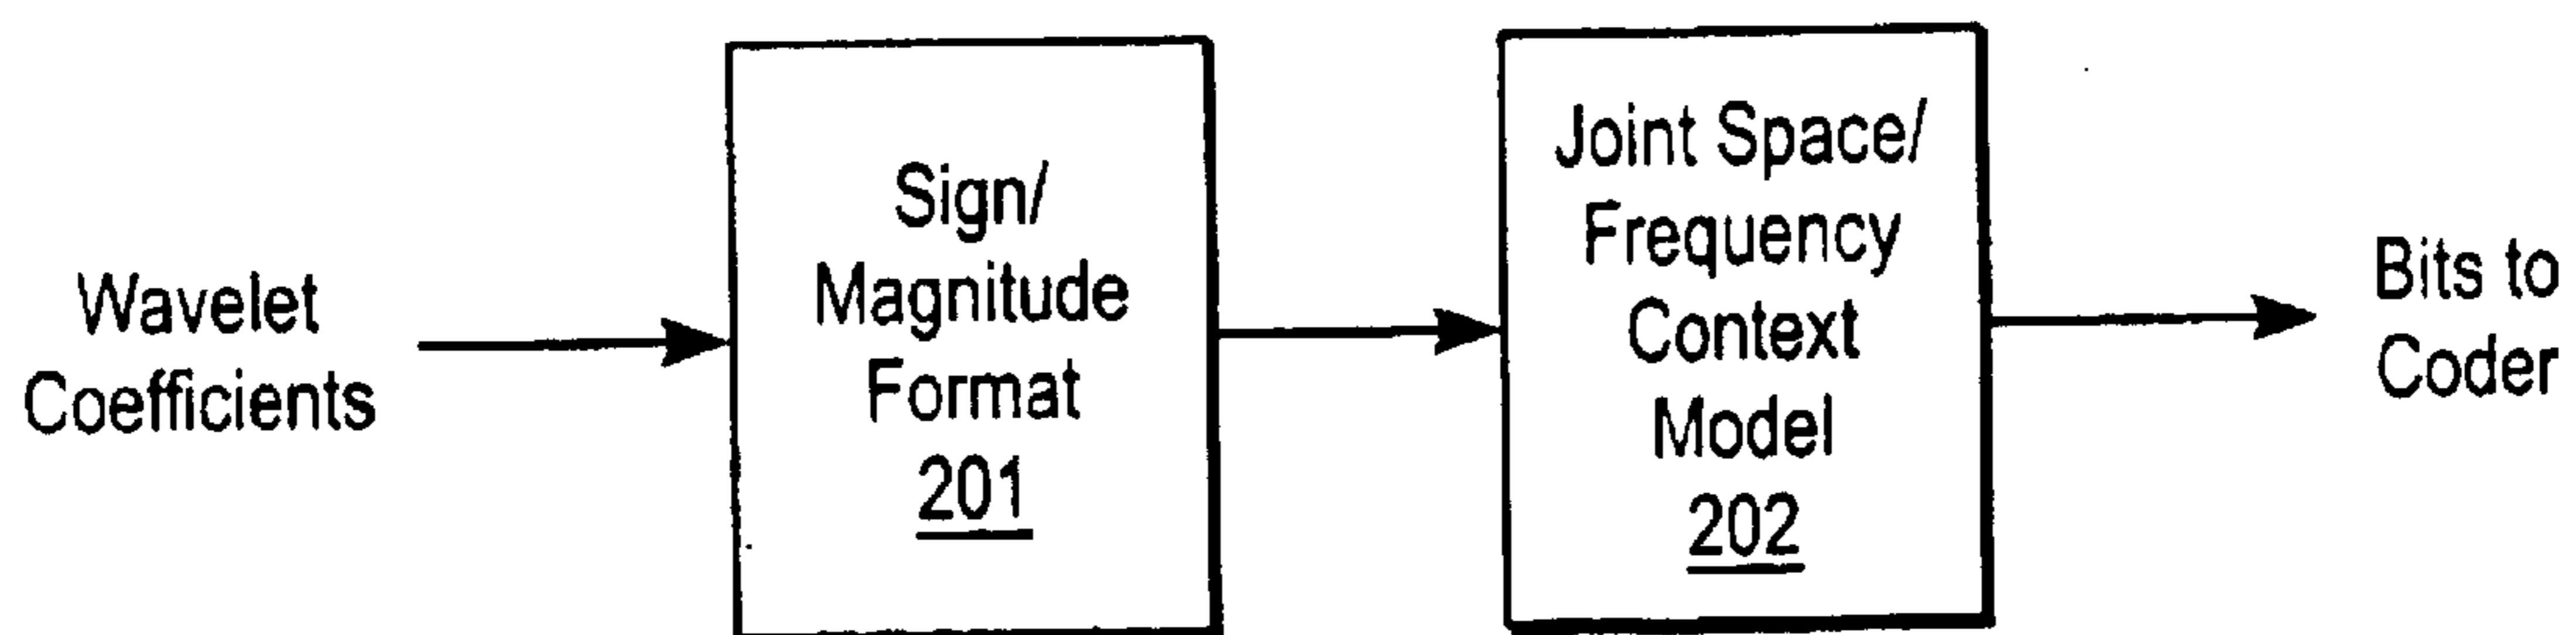 Wavelet
Coefficients
Sign/
Magnitude
Format
201
Joint Space/
Frequency
Context
Model
202
Bits to
Coder